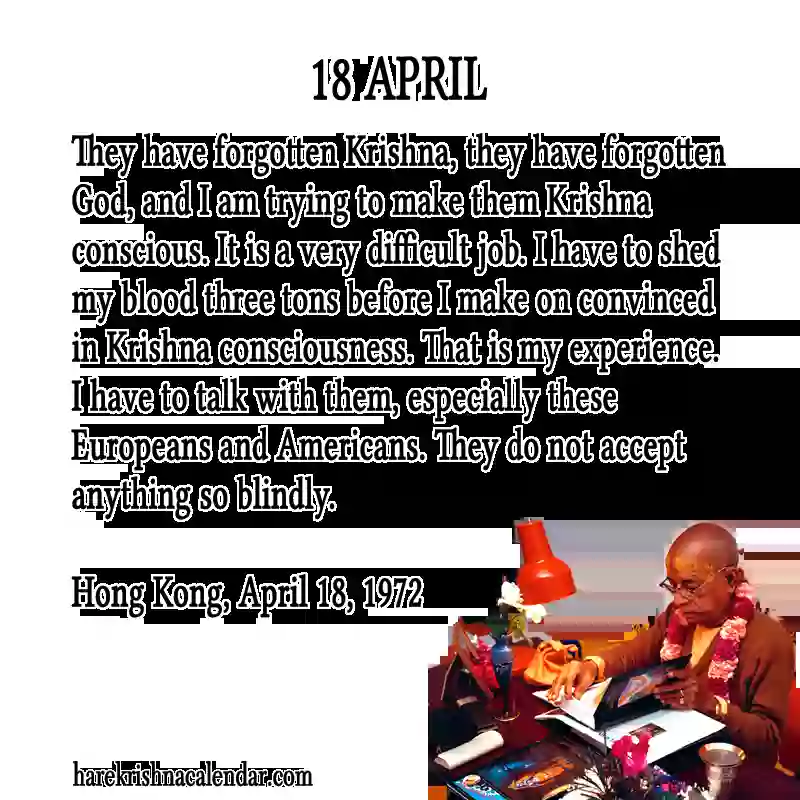 18 APRIL
They have forgotten Krishna, they have forgotten
God, and I am trying to make them Krishna
conscious. It is a very difficult job. I have to shed
my blood three tons before I make on convinced
in Krishna consciousness. That is my experience.
I have to talk with them, especially these
Europeans and Americans. They do not accept
anything so blindly.
Hong Kong, April 18, 1972
harekrishnacalendar.com